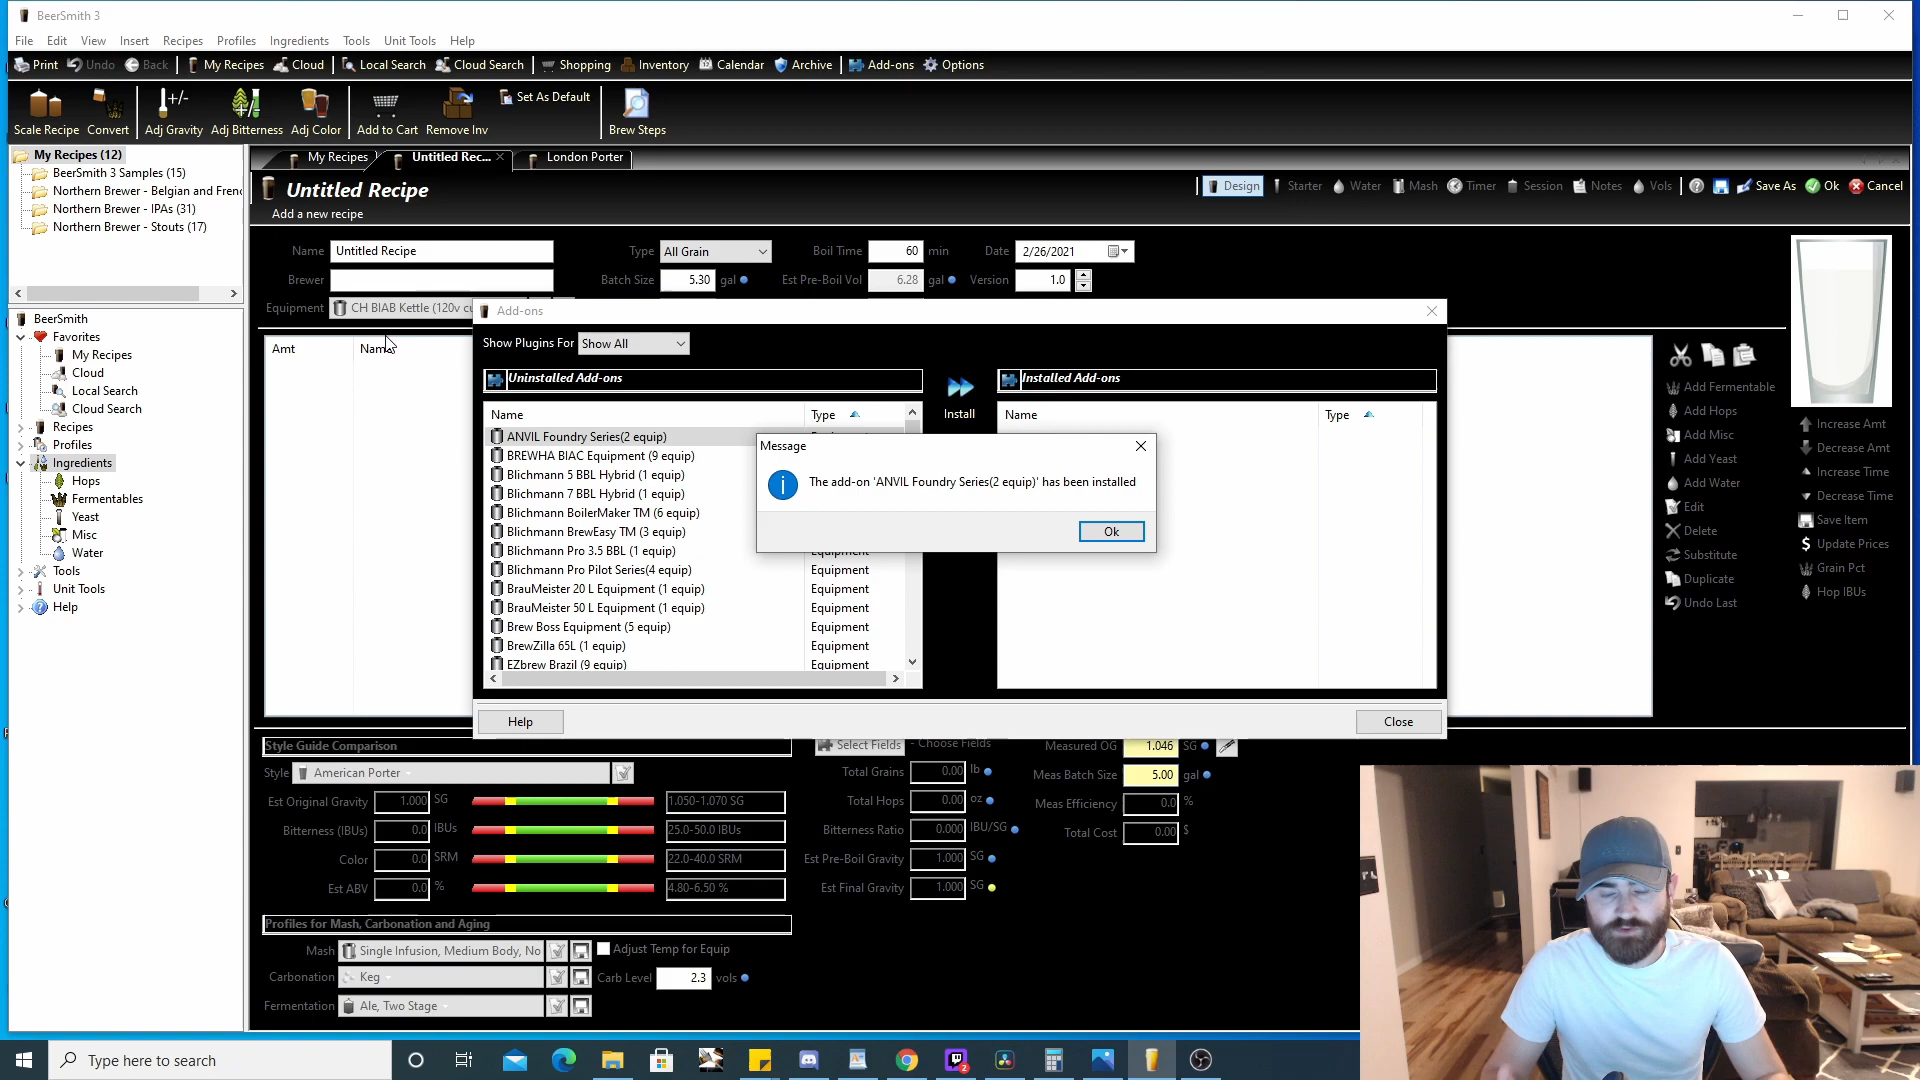 BeerSmith 3
File Edit View Insert Recipes Profiles Ingredients Tools Unit Tools Help
Print Undo Back My Recipes Cloud Local Search Cloud Search Shopping Inventory Calendar Archive Add-ons Options
Scale Recipe Convert Adj Gravity Adj Bitterness Adj Color Add to Cart Remove Inv Set As Default Brew Steps
My Recipes (12)
BeerSmith 3 Samples (15)
Northern Brewer - Belgian and Frenc
Northern Brewer - IPAs (31)
Northern Brewer - Stouts (17)
BeerSmith
Favorites
My Recipes
Cloud
Local Search
Cloud Search
Recipes
Profiles
Ingredients
Hops
Fermentables
Yeast
Misc
Water
Tools
Unit Tools
Help
My Recipes Untitled Rec... London Porter
Untitled Recipe
Add a new recipe
Design Starter Water Mash Timer Session Notes Vols Save As Ok Cancel
Name Untitled Recipe Type All Grain Boil Time 60 min Date 2/26/2021
Brewer Batch Size 5.30 gal Est Pre-Boil Vol 6.28 gal Version 1.0
Equipment CH BIAB Kettle (120v cu
Amt Name
Add-ons
Show Plugins For Show All
Uninstalled Add-ons
Install
Installed Add-ons
Name Type
Name Type
ANVIL Foundry Series(2 equip)
BREWHA BIAC Equipment (9 equip)
Blichmann 5 BBL Hybrid (1 equip)
Blichmann 7 BBL Hybrid (1 equip)
Blichmann BoilerMaker TM (6 equip)
Blichmann BrewEasy TM (3 equip)
Blichmann Pro 3.5 BBL (1 equip) Equipment
Blichmann Pro Pilot Series(4 equip) Equipment
BrauMeister 20 L Equipment (1 equip) Equipment
BrauMeister 50 L Equipment (1 equip) Equipment
Brew Boss Equipment (5 equip) Equipment
BrewZilla 65L (1 equip) Equipment
EZbrew Brazil (9 equip) Equipment
Message
The add-on 'ANVIL Foundry Series(2 equip)' has been installed
Ok
Help Close
Add Fermentable
Add Hops
Add Misc
Add Yeast
Add Water
Edit
Delete
Substitute
Duplicate
Undo Last
Increase Amt
Decrease Amt
Increase Time
Decrease Time
Save Item
Update Prices
Grain Pct
Hop IBUs
Style Guide Comparison
Style American Porter
Est Original Gravity 1.000 SG 1.050-1.070 SG
Bitterness (IBUs) 0.0 IBUs 25.0-50.0 IBUs
Color 0.0 SRM 22.0-40.0 SRM
Est ABV 0.0 % 4.80-6.50 %
Select Fields - Choose Fields
Total Grains 0.00 lb
Total Hops 0.00 oz
Bitterness Ratio 0.000 IBU/SG
Est Pre-Boil Gravity 1.000 SG
Est Final Gravity 1.000 SG
Measured OG 1.046 SG
Meas Batch Size 5.00 gal
Meas Efficiency 0.0 %
Total Cost 0.00 $
Profiles for Mash, Carbonation and Aging
Mash Single Infusion, Medium Body, No Adjust Temp for Equip
Carbonation Keg Carb Level 2.3 vols
Fermentation Ale, Two Stage
Type here to search
2